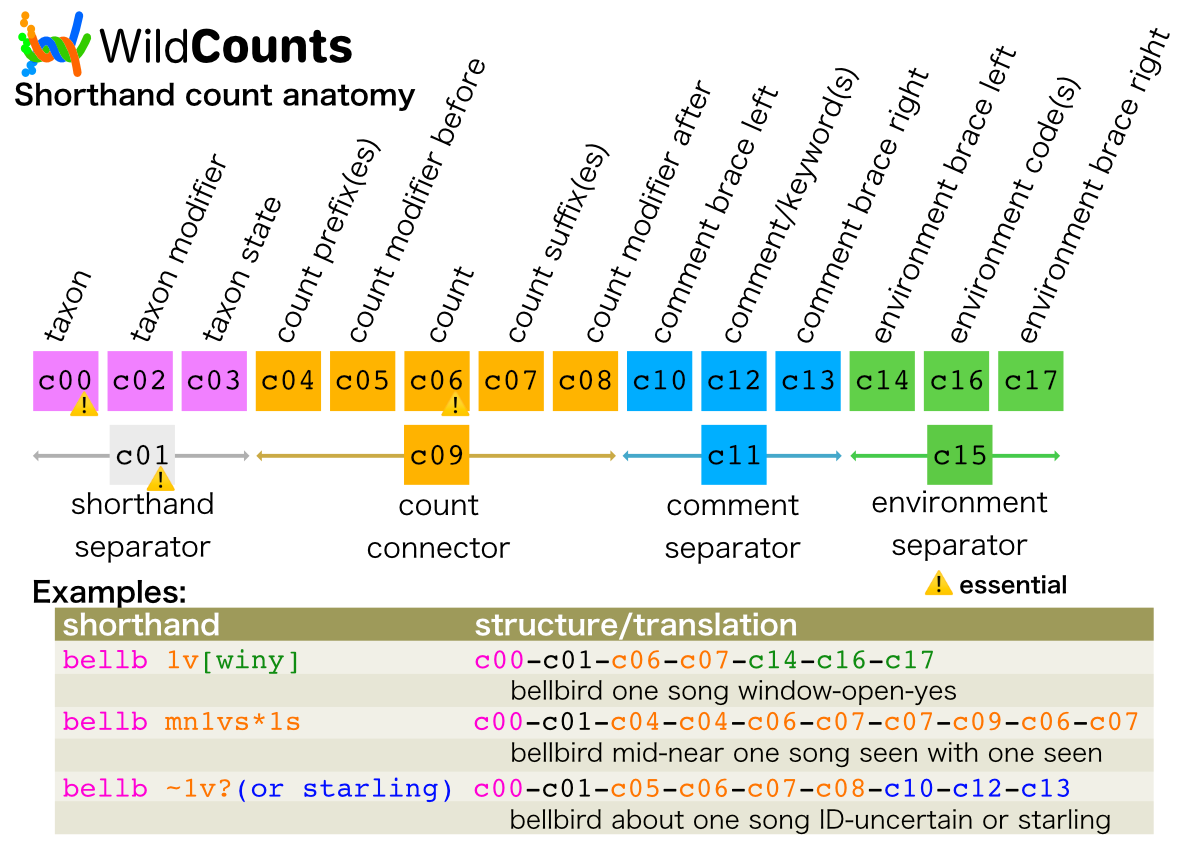 WildCounts
Shorthand count anatomy
taxon
taxon modifier
taxon state
count prefix(es)
count modifier before
count
count suffix(es)
count modifier after
comment brace left
comment/keyword(s)
comment brace right
environment brace left
environment code(s)
environment brace right
c00 c02 c03 c04 c05 c06 c07 c08 c10 c12 c13 c14 c16 c17
! !
c01 c09 c11 c15
!
shorthand separator
count connector
comment separator
environment separator
! essential
Examples:
shorthand structure/translation
bellb 1v[winy] c00-c01-c06-c07-c14-c16-c17
bellbird one song window-open-yes
bellb mn1vs*1s c00-c01-c04-c04-c06-c07-c07-c09-c06-c07
bellbird mid-near one song seen with one seen
bellb ~1v?(or starling) c00-c01-c05-c06-c07-c08-c10-c12-c13
bellbird about one song ID-uncertain or starling